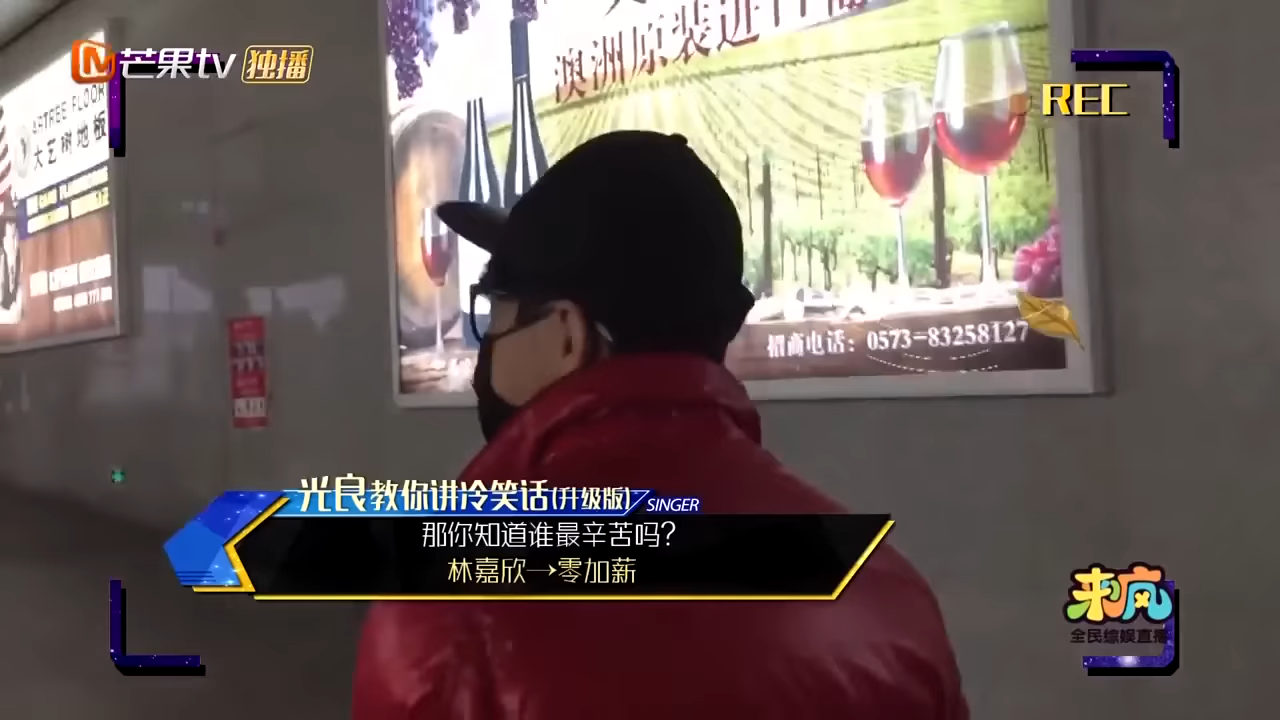 芒果tv 独播
澳洲原装进口
REC
ARTREE FLOOR
大艺树地板
招商电话：0573-83258127
光良教你讲冷笑话(升级版) SINGER
那你知道谁最辛苦吗?
林嘉欣→零加薪
来疯
全民综娱直播